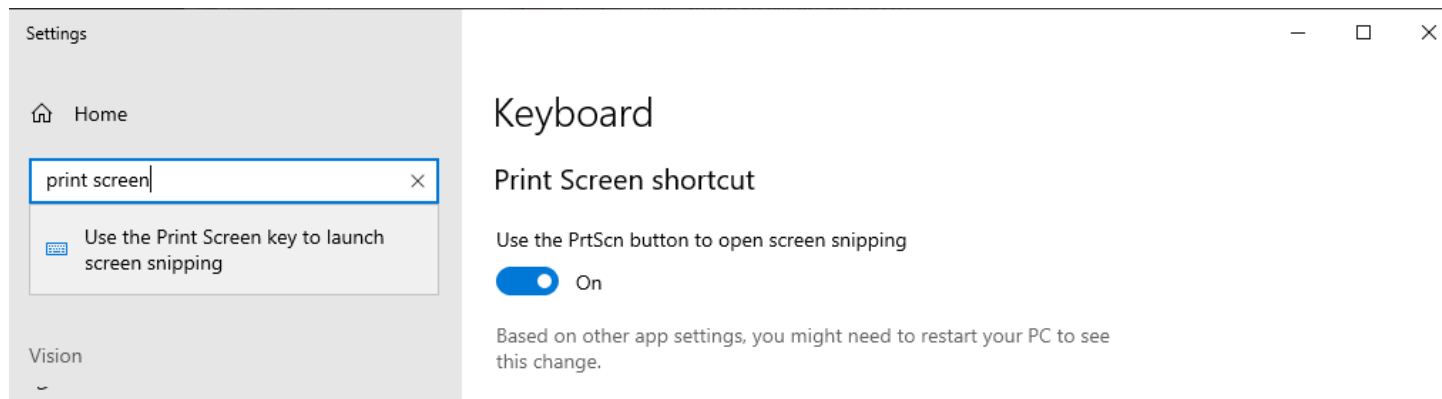 Settings
Home
print screen
Use the Print Screen key to launch
screen snipping
Vision
Keyboard
Print Screen shortcut
Use the PrtScn button to open screen snipping
On
Based on other app settings, you might need to restart your PC to see
this change.